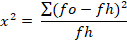 x² = ∑(fo − fh)² / fh